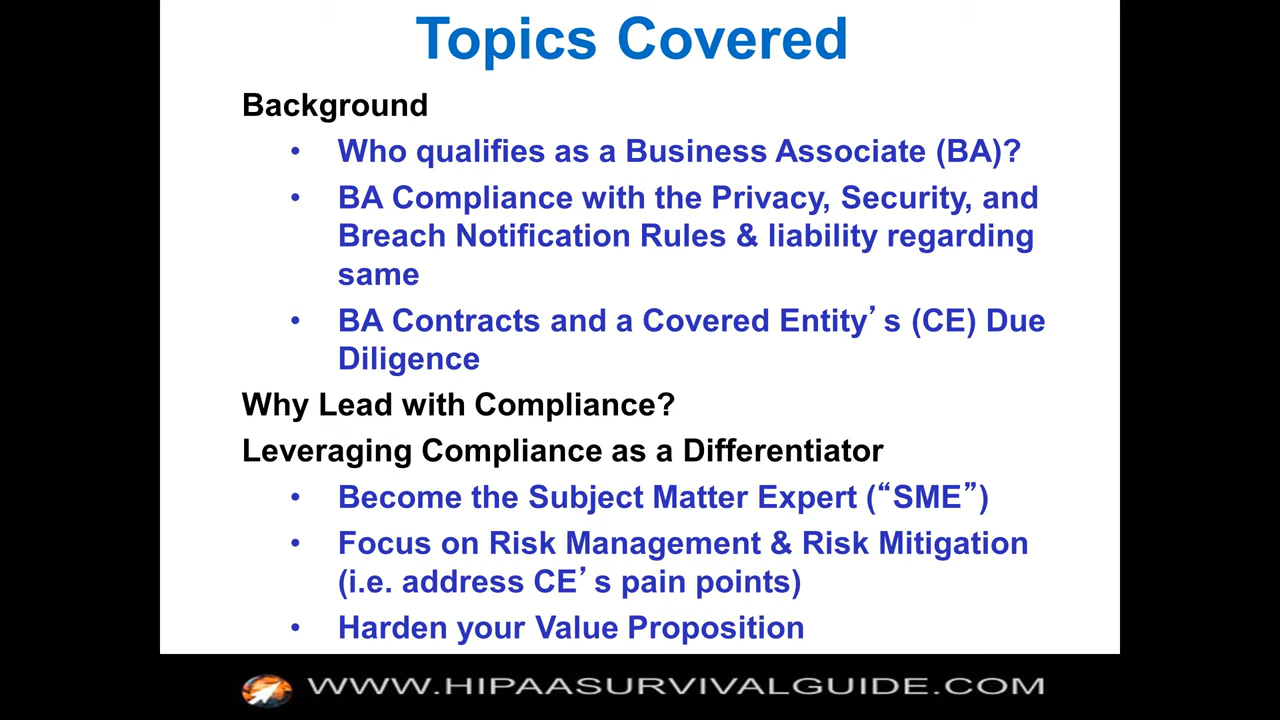 Topics Covered
Background
• Who qualifies as a Business Associate (BA)?
• BA Compliance with the Privacy, Security, and
Breach Notification Rules & liability regarding
same
• BA Contracts and a Covered Entity’s (CE) Due
Diligence
Why Lead with Compliance?
Leveraging Compliance as a Differentiator
• Become the Subject Matter Expert (“SME”)
• Focus on Risk Management & Risk Mitigation
(i.e. address CE’s pain points)
• Harden your Value Proposition
WWW.HIPAASURVIVALGUIDE.COM